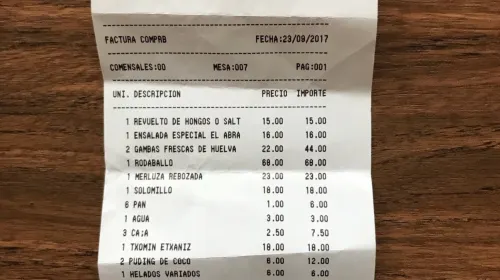 FACTURA COMPRB FECHA:23/09/2017
COMENSALES:00 MESA:007 PAG:001
UNI. DESCRIPCION PRECIO IMPORTE
1 REVUELTO DE HONGOS O SALT 15.00 15.00
1 ENSALADA ESPECIAL EL ABRA 16.00 16.00
2 GAMBAS FRESCAS DE HUELVA 22.00 44.00
1 RODABALLO 60.00 60.00
1 MERLUZA REBOZADA 23.00 23.00
1 SOLOMILLO 18.00 18.00
6 PAN 1.00 6.00
1 AGUA 3.00 3.00
3 CA:A 2.50 7.50
1 TXOMIN ETXANIZ 18.00 18.00
2 PUDING DE COCO 6.00 12.00
1 HELADOS VARIADOS 6.00 6.00